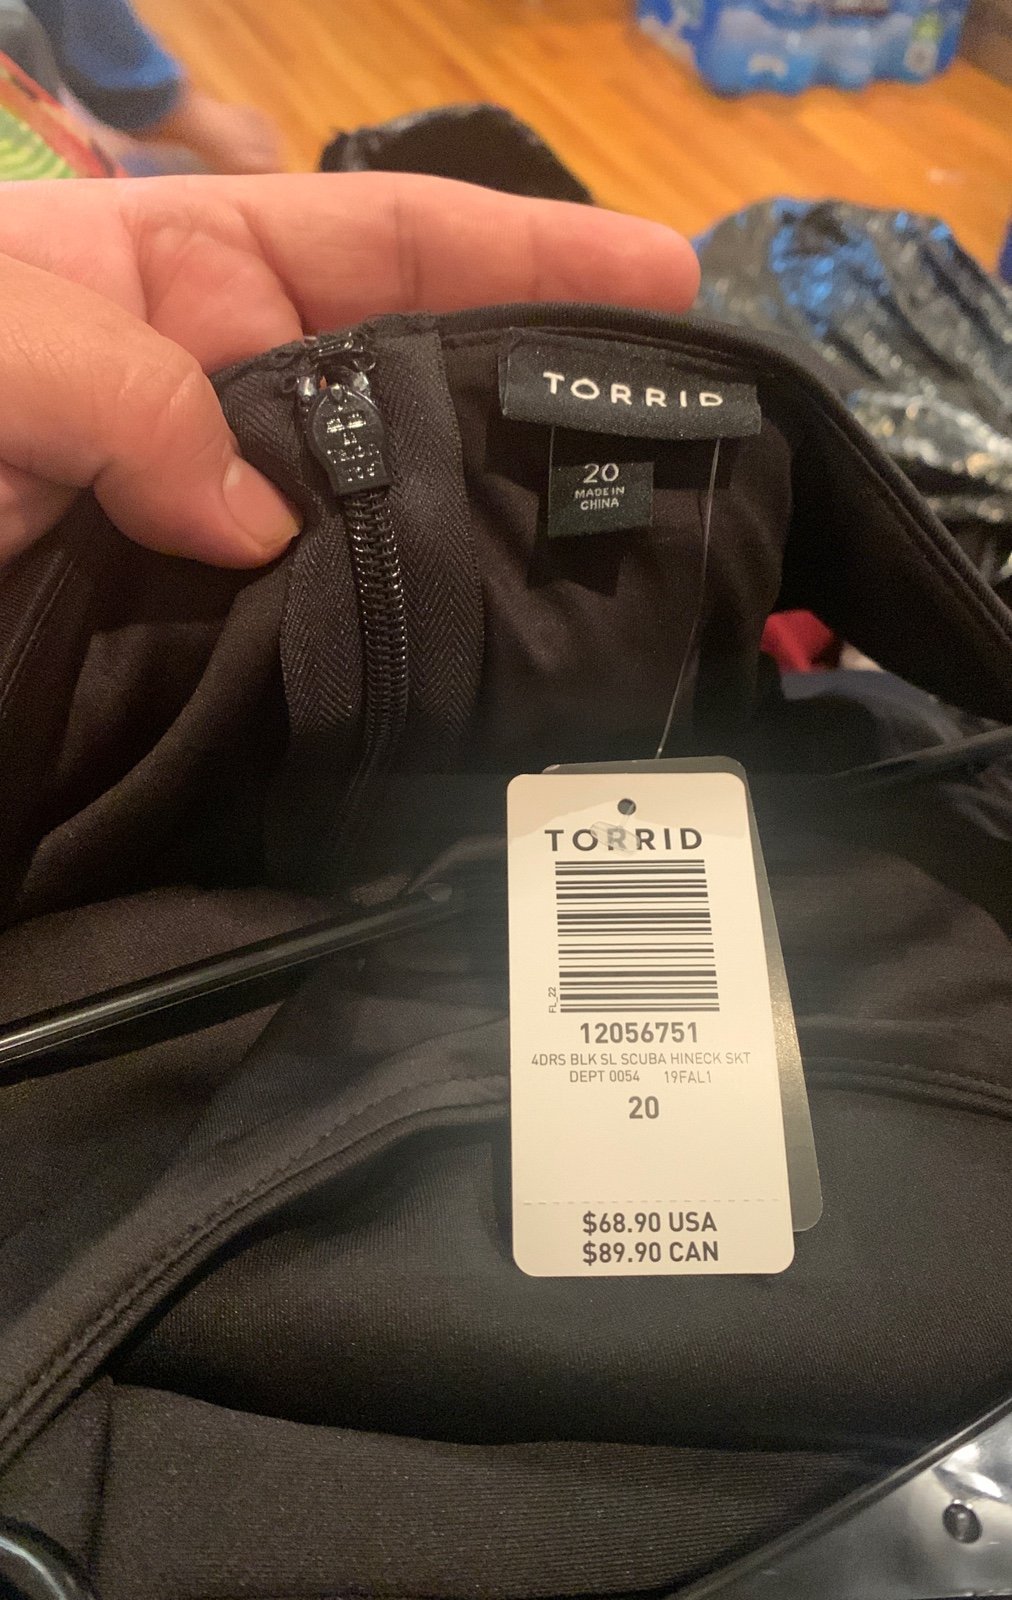 TORRID
20
MADE IN
CHINA
TORRID
FL_22
12056751
4DRS BLK SL SCUBA HINECK SKT
DEPT 0054 19FAL1
20
$68.90 USA
$89.90 CAN